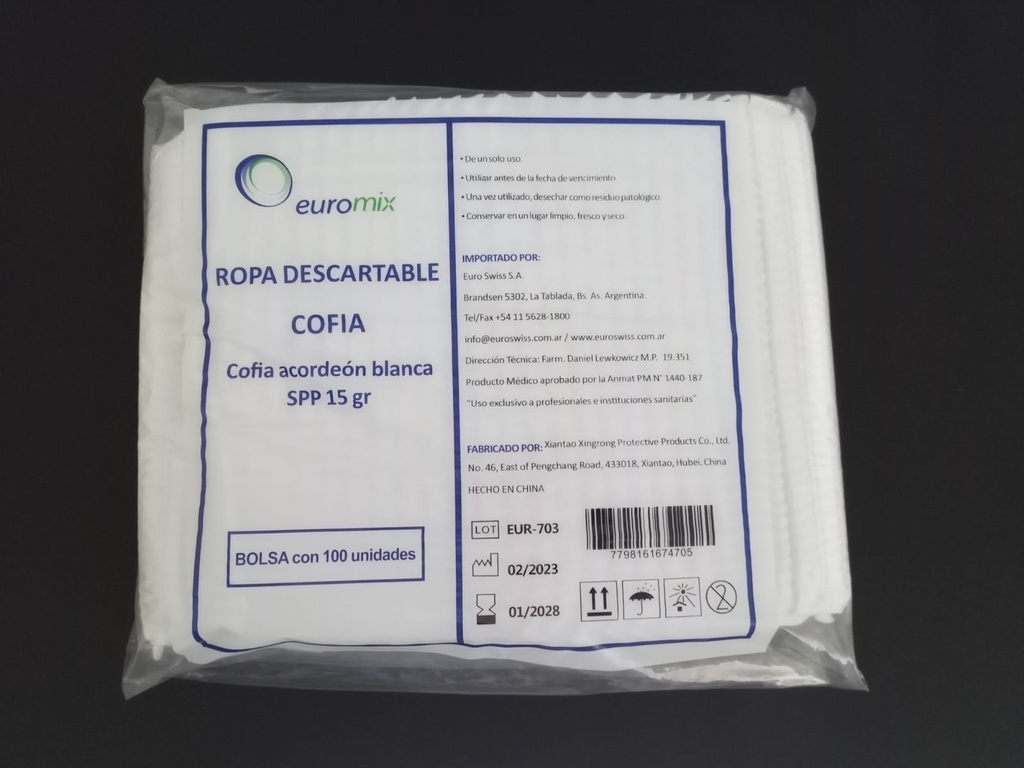 euromix
ROPA DESCARTABLE
COFIA
Cofia acordeón blanca
SPP 15 gr
BOLSA con 100 unidades
• De un solo uso.
• Utilizar antes de la fecha de vencimiento
• Una vez utilizado, desechar como residuo patológico.
• Conservar en un lugar limpio, fresco y seco.
IMPORTADO POR:
Euro Swiss S.A.
Brandsen 5302, La Tablada, Bs. As. Argentina.
Tel/Fax +54 11 5628-1800
info@euroswiss.com.ar / www.euroswiss.com.ar
Dirección Técnica: Farm. Daniel Lewkowicz M.P. 19.351
Producto Médico aprobado por la Anmat PM N° 1440-187
"Uso exclusivo a profesionales e instituciones sanitarias"
FABRICADO POR: Xiantao Xingrong Protective Products Co., Ltd.
No. 46, East of Pengchang Road, 433018, Xiantao, Hubei. China
HECHO EN CHINA
LOT EUR-703
7798161674705
02/2023
01/2028
2